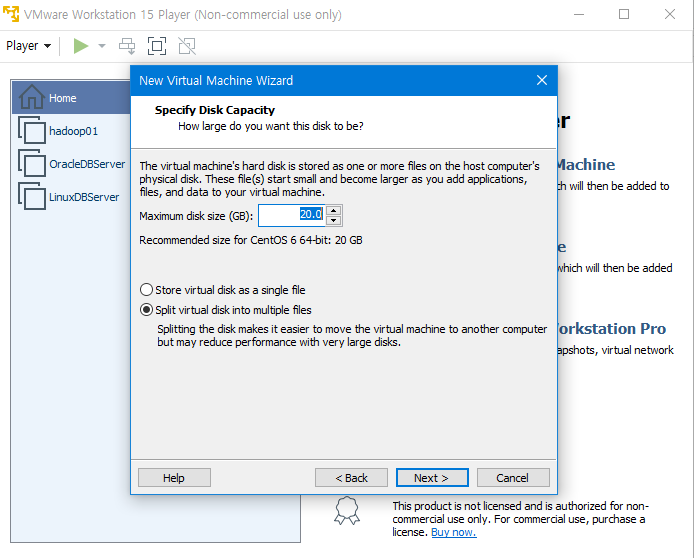 VMware Workstation 15 Player (Non-commercial use only)
Player
Home
hadoop01
OracleDBServer
LinuxDBServer
New Virtual Machine Wizard
Specify Disk Capacity
How large do you want this disk to be?
The virtual machine's hard disk is stored as one or more files on the host computer's
physical disk. These file(s) start small and become larger as you add applications,
files, and data to your virtual machine.
Maximum disk size (GB): 20.0
Recommended size for CentOS 6 64-bit: 20 GB
Store virtual disk as a single file
Split virtual disk into multiple files
Splitting the disk makes it easier to move the virtual machine to another computer
but may reduce performance with very large disks.
Help
< Back
Next >
Cancel
er
Machine
ch will then be added to
e
which will then be added
orkstation Pro
apshots, virtual network
This product is not licensed and is authorized for non-
commercial use only. For commercial use, purchase a
license. Buy now.